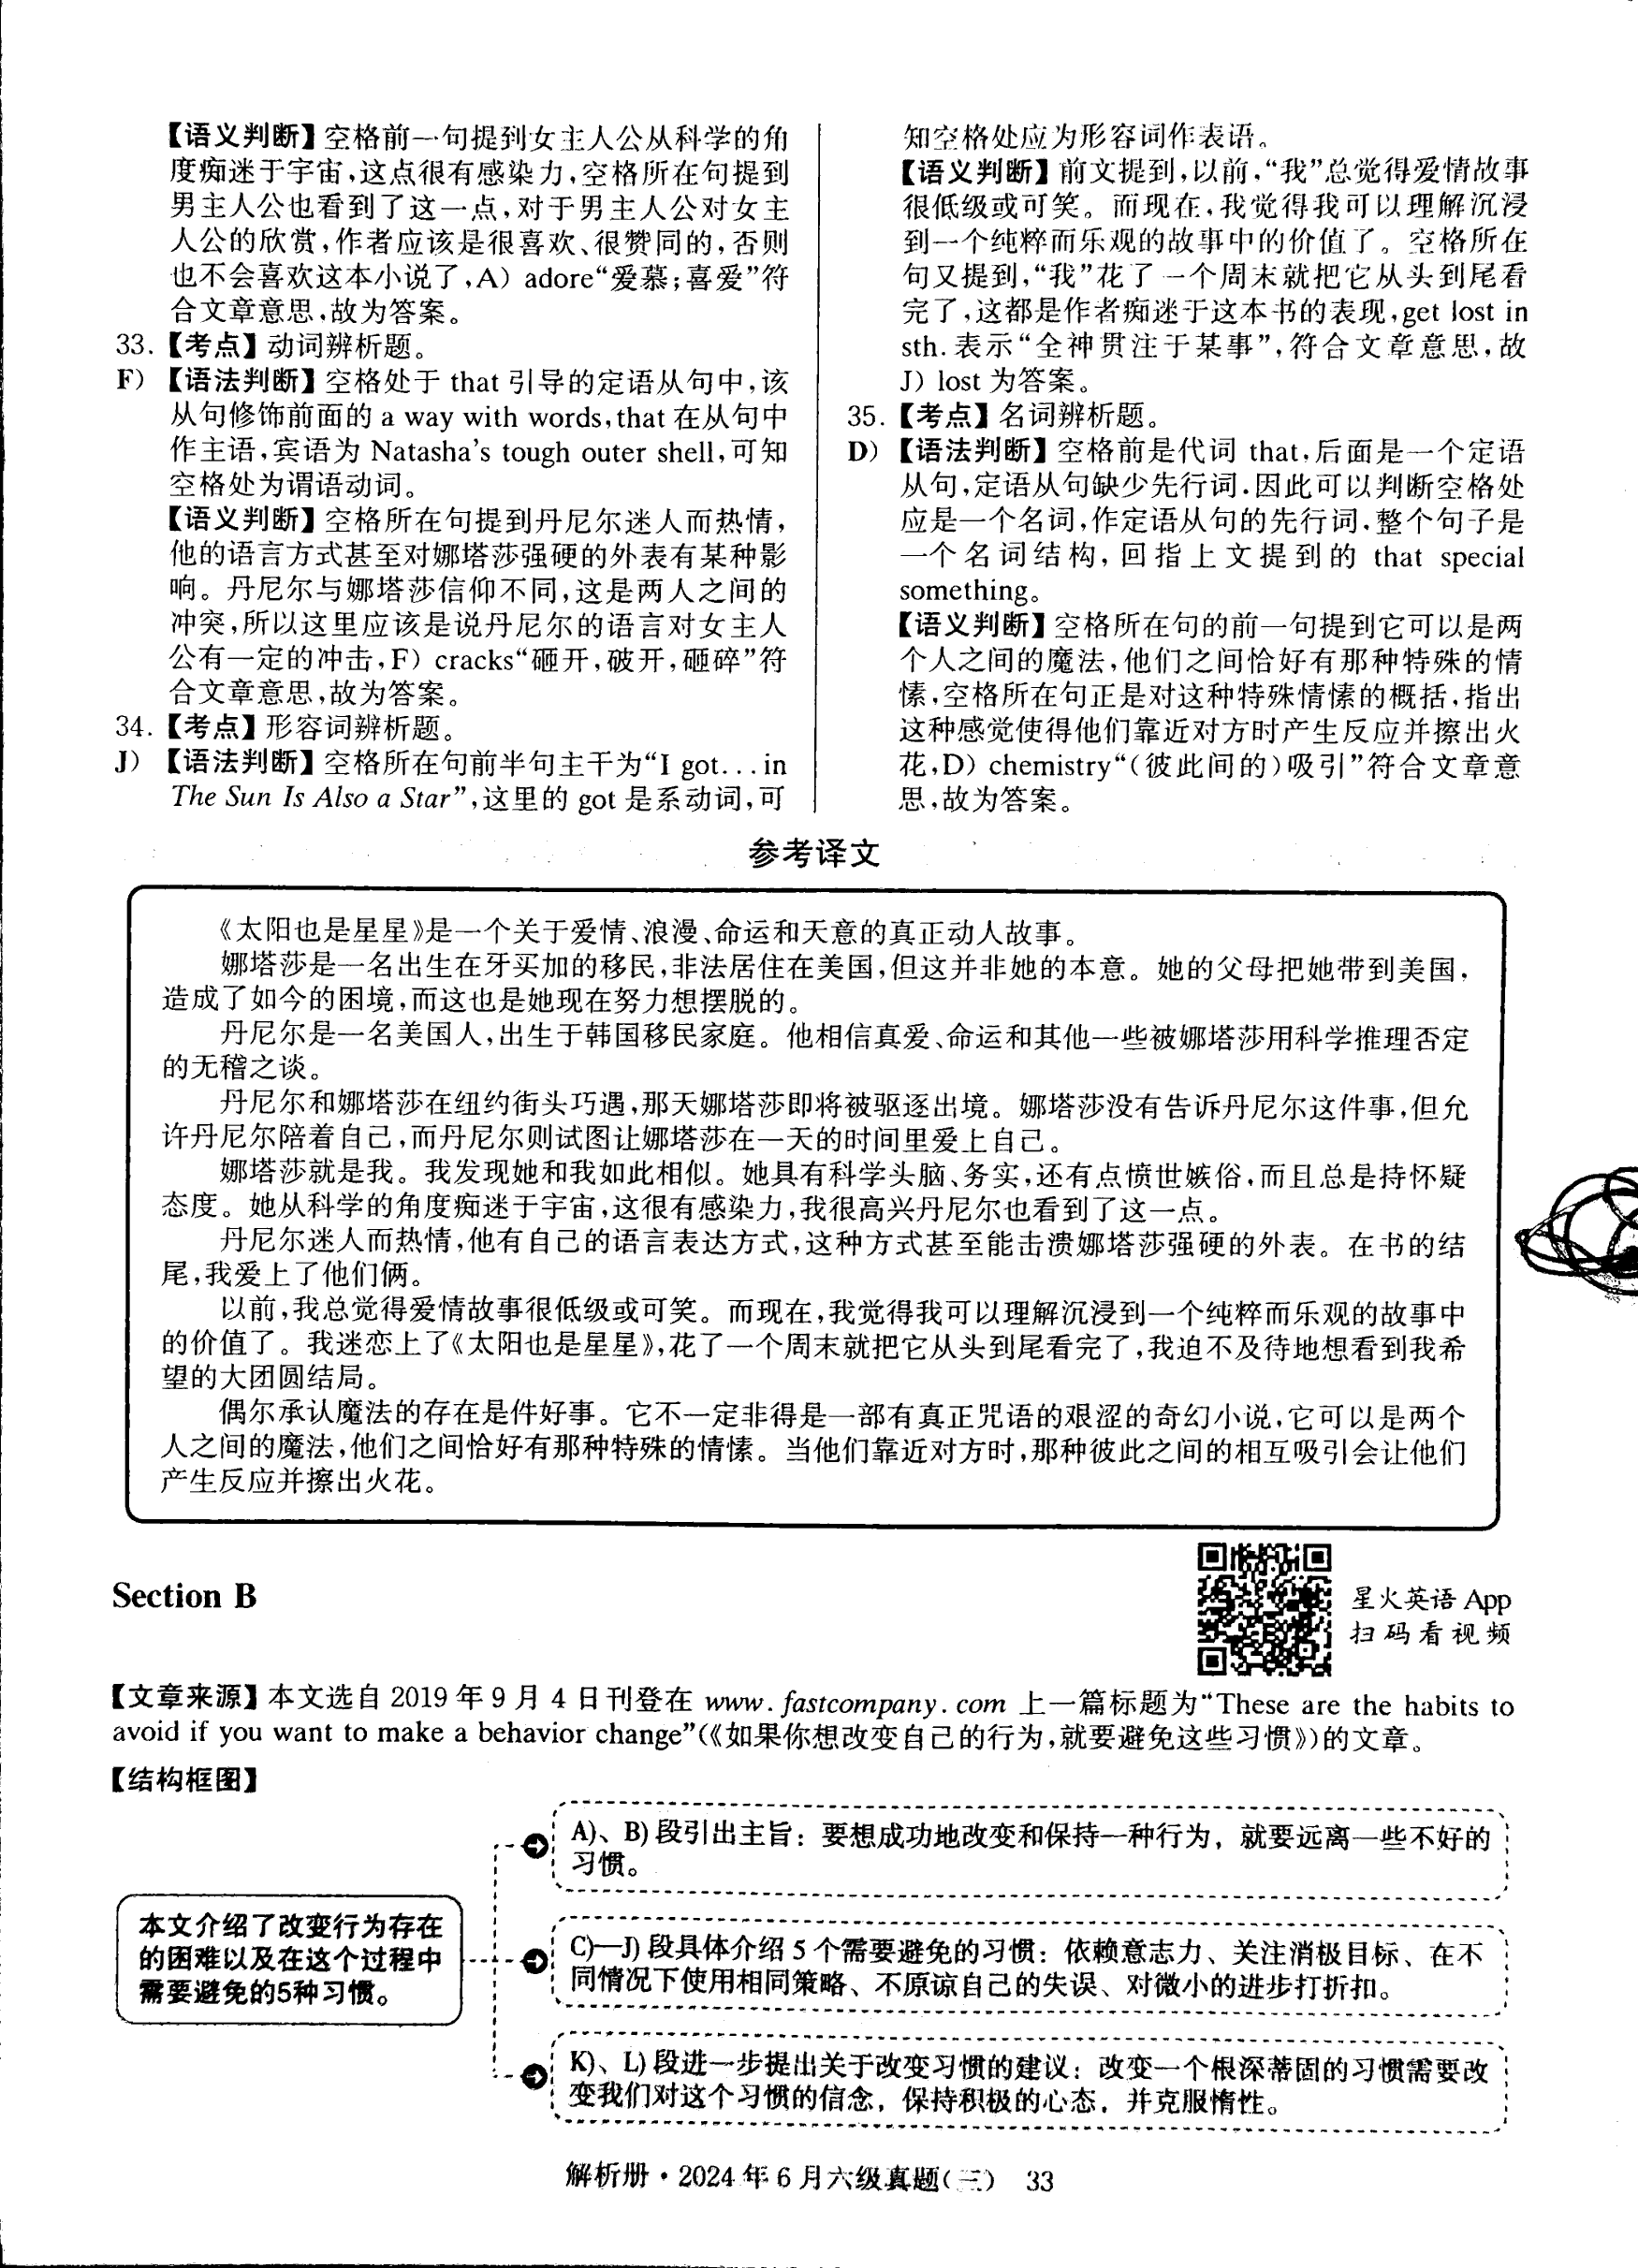 【语义判断】空格前一句提到女主人公从科学的角
度痴迷于宇宙,这点很有感染力,空格所在句提到
男主人公也看到了这一点,对于男主人公对女主
人公的欣赏,作者应该是很喜欢、很赞同的,否则
也不会喜欢这本小说了,A) adore“爱慕;喜爱”符
合文章意思,故为答案。
33.【考点】动词辨析题。
F)【语法判断】空格处于 that 引导的定语从句中,该
从句修饰前面的 a way with words,that 在从句中
作主语,宾语为 Natasha's tough outer shell,可知
空格处为谓语动词。
【语义判断】空格所在句提到丹尼尔迷人而热情,
他的语言方式甚至对娜塔莎强硬的外表有某种影
响。丹尼尔与娜塔莎信仰不同,这是两人之间的
冲突,所以这里应该是说丹尼尔的语言对女主人
公有一定的冲击,F) cracks“砸开,破开,砸碎”符
合文章意思,故为答案。
34.【考点】形容词辨析题。
J)【语法判断】空格所在句前半句主干为“I got...in
The Sun Is Also a Star”,这里的 got 是系动词,可
知空格处应为形容词作表语。
【语义判断】前文提到,以前,“我”总觉得爱情故事
很低级或可笑。而现在,我觉得我可以理解沉浸
到一个纯粹而乐观的故事中的价值了。空格所在
句又提到,“我”花了一个周末就把它从头到尾看
完了,这都是作者痴迷于这本书的表现,get lost in
sth. 表示“全神贯注于某事”,符合文章意思,故
J) lost 为答案。
35.【考点】名词辨析题。
D)【语法判断】空格前是代词 that,后面是一个定语
从句,定语从句缺少先行词,因此可以判断空格处
应是一个名词,作定语从句的先行词,整个句子是
一个名词结构,回指上文提到的 that special
something。
【语义判断】空格所在句的前一句提到它可以是两
个人之间的魔法,他们之间恰好有那种特殊的情
愫,空格所在句正是对这种特殊情愫的概括,指出
这种感觉使得他们靠近对方时产生反应并擦出火
花,D) chemistry“(彼此间的)吸引”符合文章意
思,故为答案。
参考译文
《太阳也是星星》是一个关于爱情、浪漫、命运和天意的真正动人故事。
娜塔莎是一名出生在牙买加的移民,非法居住在美国,但这并非她的本意。她的父母把她带到美国,
造成了如今的困境,而这也是她现在努力想摆脱的。
丹尼尔是一名美国人,出生于韩国移民家庭。他相信真爱、命运和其他一些被娜塔莎用科学推理否定
的无稽之谈。
丹尼尔和娜塔莎在纽约街头巧遇,那天娜塔莎即将被驱逐出境。娜塔莎没有告诉丹尼尔这件事,但允
许丹尼尔陪着自己,而丹尼尔则试图让娜塔莎在一天的时间里爱上自己。
娜塔莎就是我。我发现她和我如此相似。她具有科学头脑、务实,还有点愤世嫉俗,而且总是持怀疑
态度。她从科学的角度痴迷于宇宙,这很有感染力,我很高兴丹尼尔也看到了这一点。
丹尼尔迷人而热情,他有自己的语言表达方式,这种方式甚至能击溃娜塔莎强硬的外表。在书的结
尾,我爱上了他们俩。
以前,我总觉得爱情故事很低级或可笑。而现在,我觉得我可以理解沉浸到一个纯粹而乐观的故事中
的价值了。我迷恋上了《太阳也是星星》,花了一个周末就把它从头到尾看完了,我迫不及待地想看到我希
望的大团圆结局。
偶尔承认魔法的存在是件好事。它不一定非得是一部有真正咒语的艰涩的奇幻小说,它可以是两个
人之间的魔法,他们之间恰好有那种特殊的情愫。当他们靠近对方时,那种彼此之间的相互吸引会让他们
产生反应并擦出火花。
Section B
星火英语 App
扫码看视频
【文章来源】本文选自 2019 年 9 月 4 日刊登在 www.fastcompany.com 上一篇标题为“These are the habits to
avoid if you want to make a behavior change”(《如果你想改变自己的行为,就要避免这些习惯》)的文章。
【结构框图】
本文介绍了改变行为存在
的困难以及在这个过程中
需要避免的5种习惯。
A)、B)段引出主旨:要想成功地改变和保持一种行为,就要远离一些不好的
习惯。
C)—J)段具体介绍 5 个需要避免的习惯:依赖意志力、关注消极目标、在不
同情况下使用相同策略、不原谅自己的失误、对微小的进步打折扣。
K)、L)段进一步提出关于改变习惯的建议:改变一个根深蒂固的习惯需要改
变我们对这个习惯的信念,保持积极的心态,并克服惰性。
解析册·2024 年 6 月六级真题(三) 33